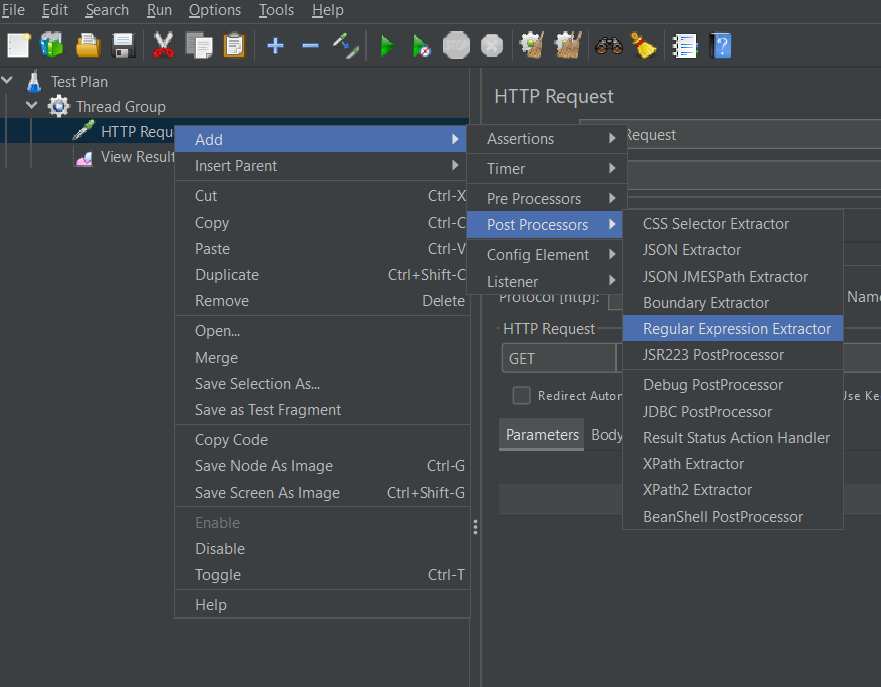 File Edit Search Run Options Tools Help
STOP
Test Plan
Thread Group
HTTP Requ
View Result
HTTP Request
Request
Add
Insert Parent
Cut Ctrl-X
Copy Ctrl-C
Paste Ctrl-V
Duplicate Ctrl+Shift-C
Remove Delete
Open...
Merge
Save Selection As...
Save as Test Fragment
Copy Code
Save Node As Image Ctrl-G
Save Screen As Image Ctrl+Shift-G
Enable
Disable
Toggle Ctrl-T
Help
Assertions
Timer
Pre Processors
Post Processors
Config Element
Listener
CSS Selector Extractor
JSON Extractor
JSON JMESPath Extractor
Boundary Extractor
Regular Expression Extractor
JSR223 PostProcessor
Debug PostProcessor
JDBC PostProcessor
Result Status Action Handler
XPath Extractor
XPath2 Extractor
BeanShell PostProcessor
Protocol [http]: Name
HTTP Request
GET
Redirect Autor Use Ke
Parameters Body